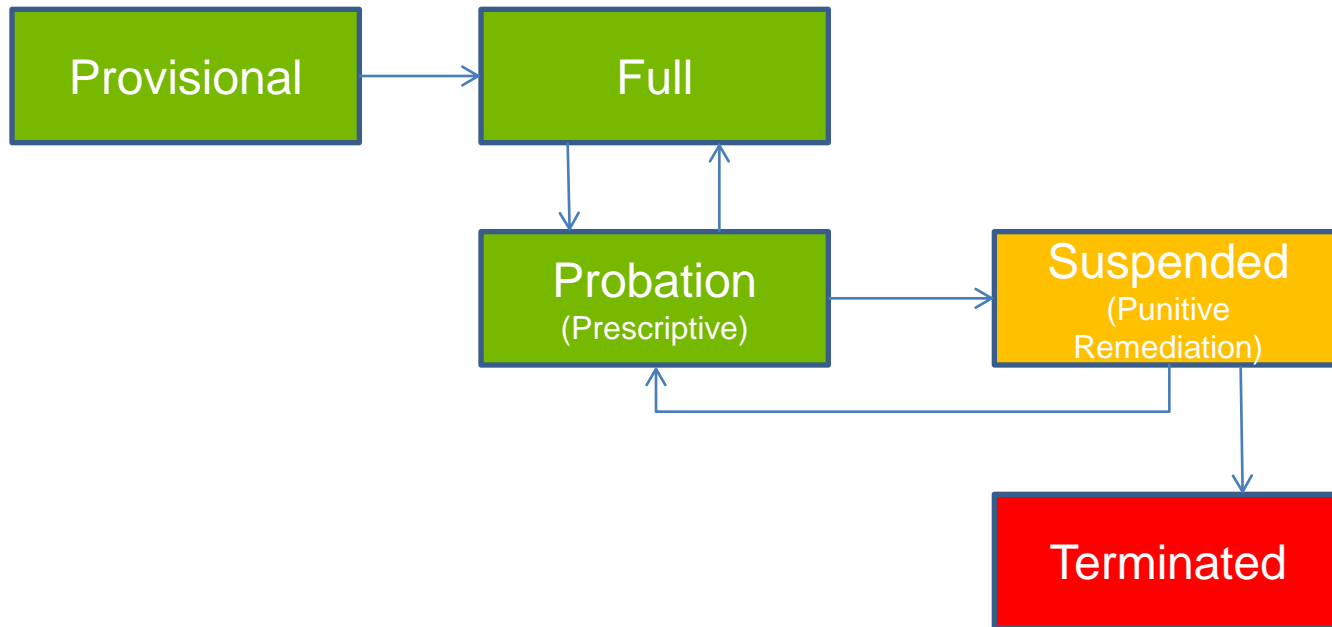 Provisional
Full
Probation
(Prescriptive)
Suspended
(Punitive
Remediation)
Terminated